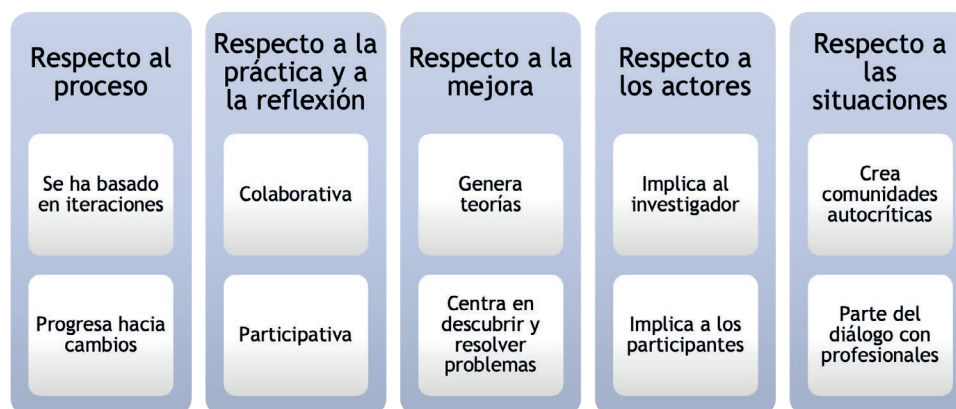 Respecto al
proceso
Se ha basado
en iteraciones
Progresa hacia
cambios
Respecto a la
práctica y a
la reflexión
Colaborativa
Participativa
Respecto a la
mejora
Genera
teorías
Centra en
descubrir y
resolver
problemas
Respecto a
los actores
Implica al
investigador
Implica a los
participantes
Respecto a
las
situaciones
Crea
comunidades
autocríticas
Parte del
diálogo con
profesionales